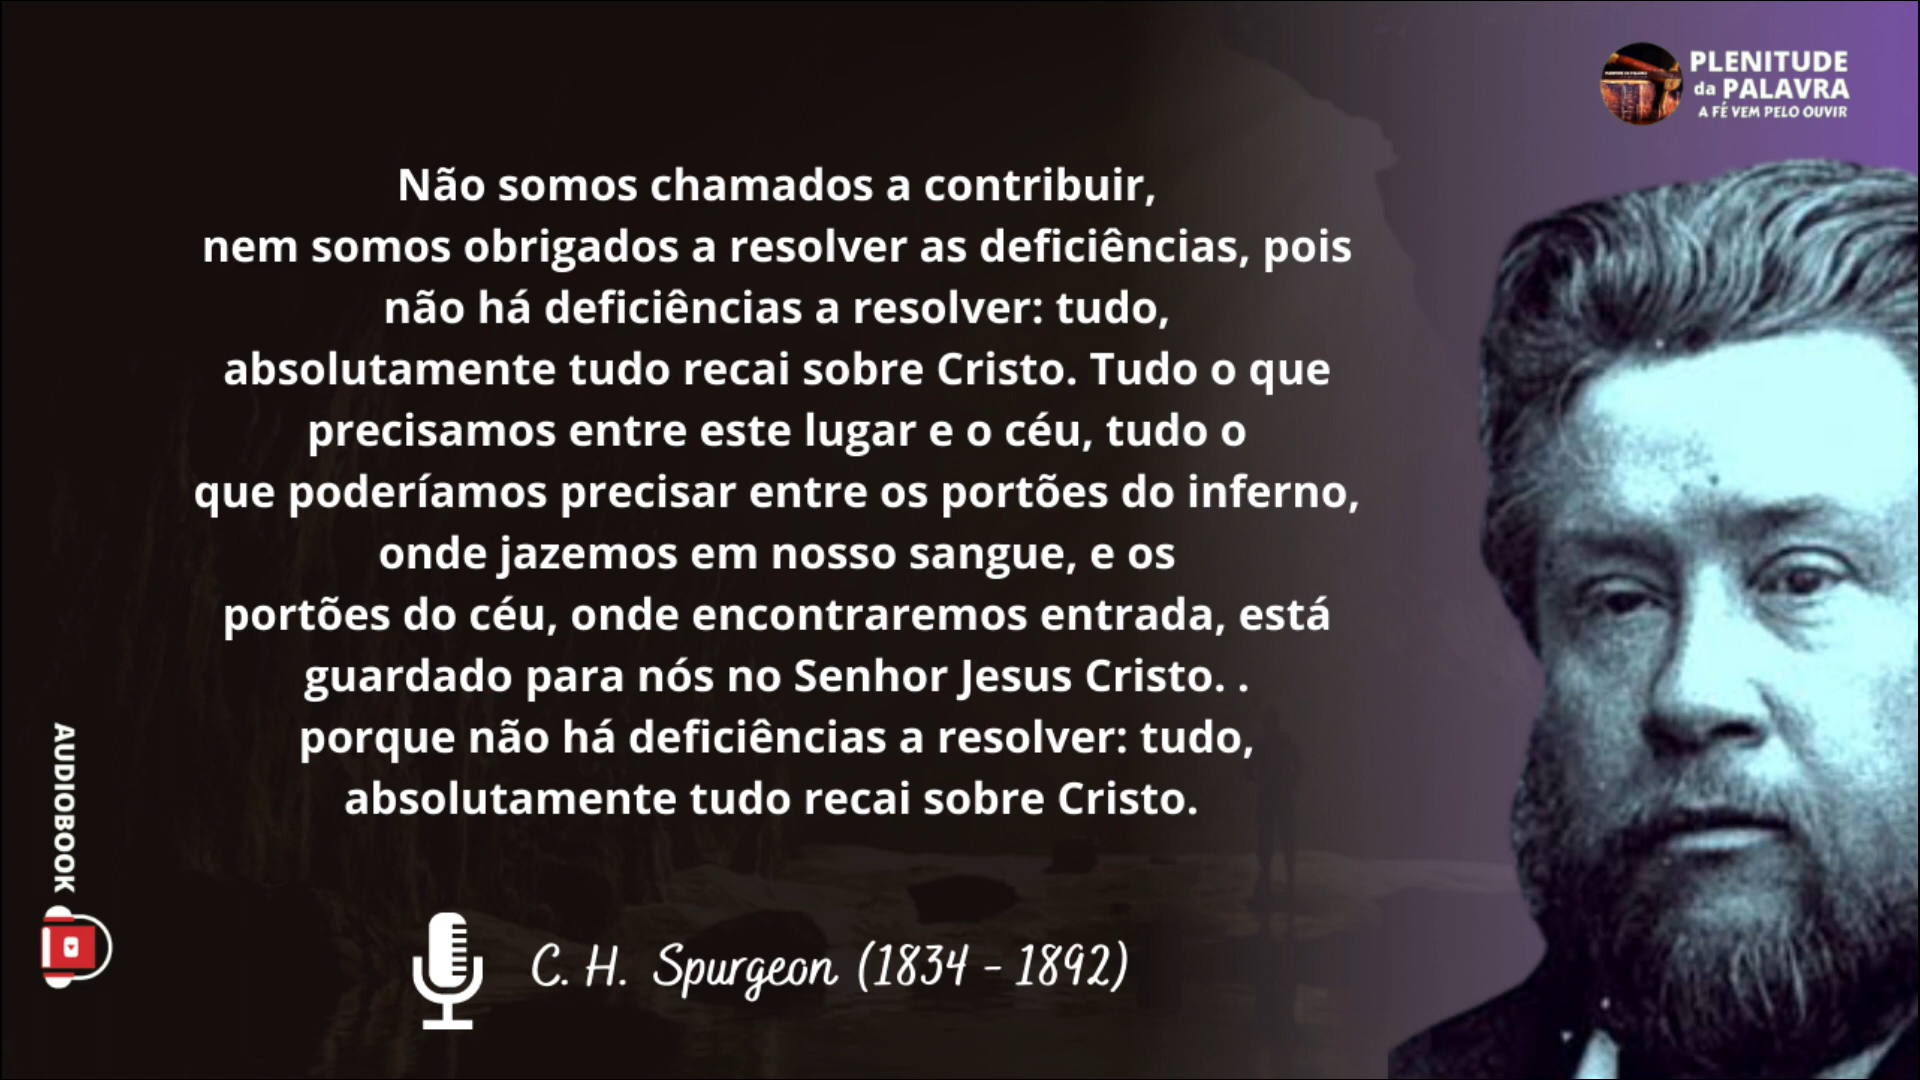 PLENITUDE
da PALAVRA
A FÉ VEM PELO OUVIR
Não somos chamados a contribuir,
nem somos obrigados a resolver as deficiências, pois
não há deficiências a resolver: tudo,
absolutamente tudo recai sobre Cristo. Tudo o que
precisamos entre este lugar e o céu, tudo o
que poderíamos precisar entre os portões do inferno,
onde jazemos em nosso sangue, e os
portões do céu, onde encontraremos entrada, está
guardado para nós no Senhor Jesus Cristo. .
porque não há deficiências a resolver: tudo,
absolutamente tudo recai sobre Cristo.
AUDIOBOOK
C. H. Spurgeon (1834 - 1892)